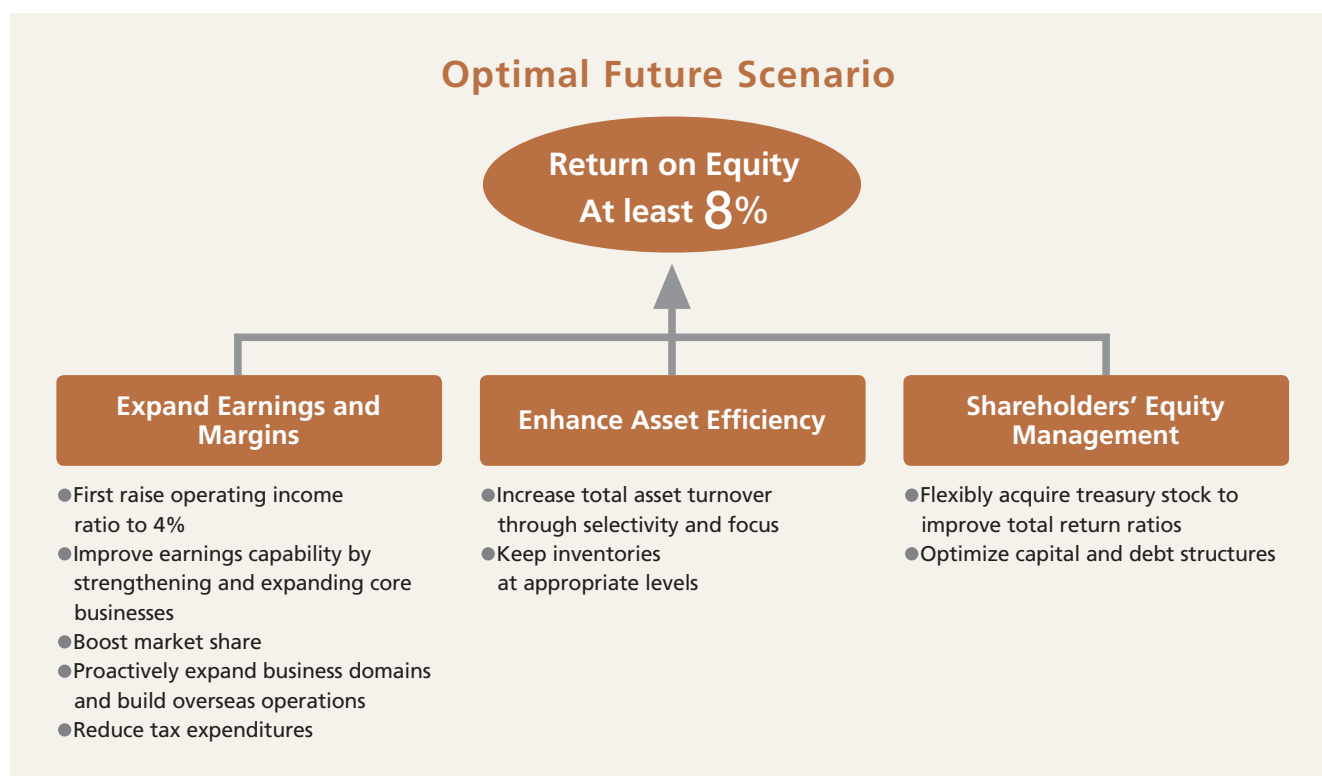 Optimal Future Scenario
Return on Equity
At least 8%
Expand Earnings and
Margins
●First raise operating income
ratio to 4%
●Improve earnings capability by
strengthening and expanding core
businesses
●Boost market share
●Proactively expand business domains
and build overseas operations
●Reduce tax expenditures
Enhance Asset Efficiency
●Increase total asset turnover
through selectivity and focus
●Keep inventories
at appropriate levels
Shareholders’ Equity
Management
●Flexibly acquire treasury stock to
improve total return ratios
●Optimize capital and debt structures